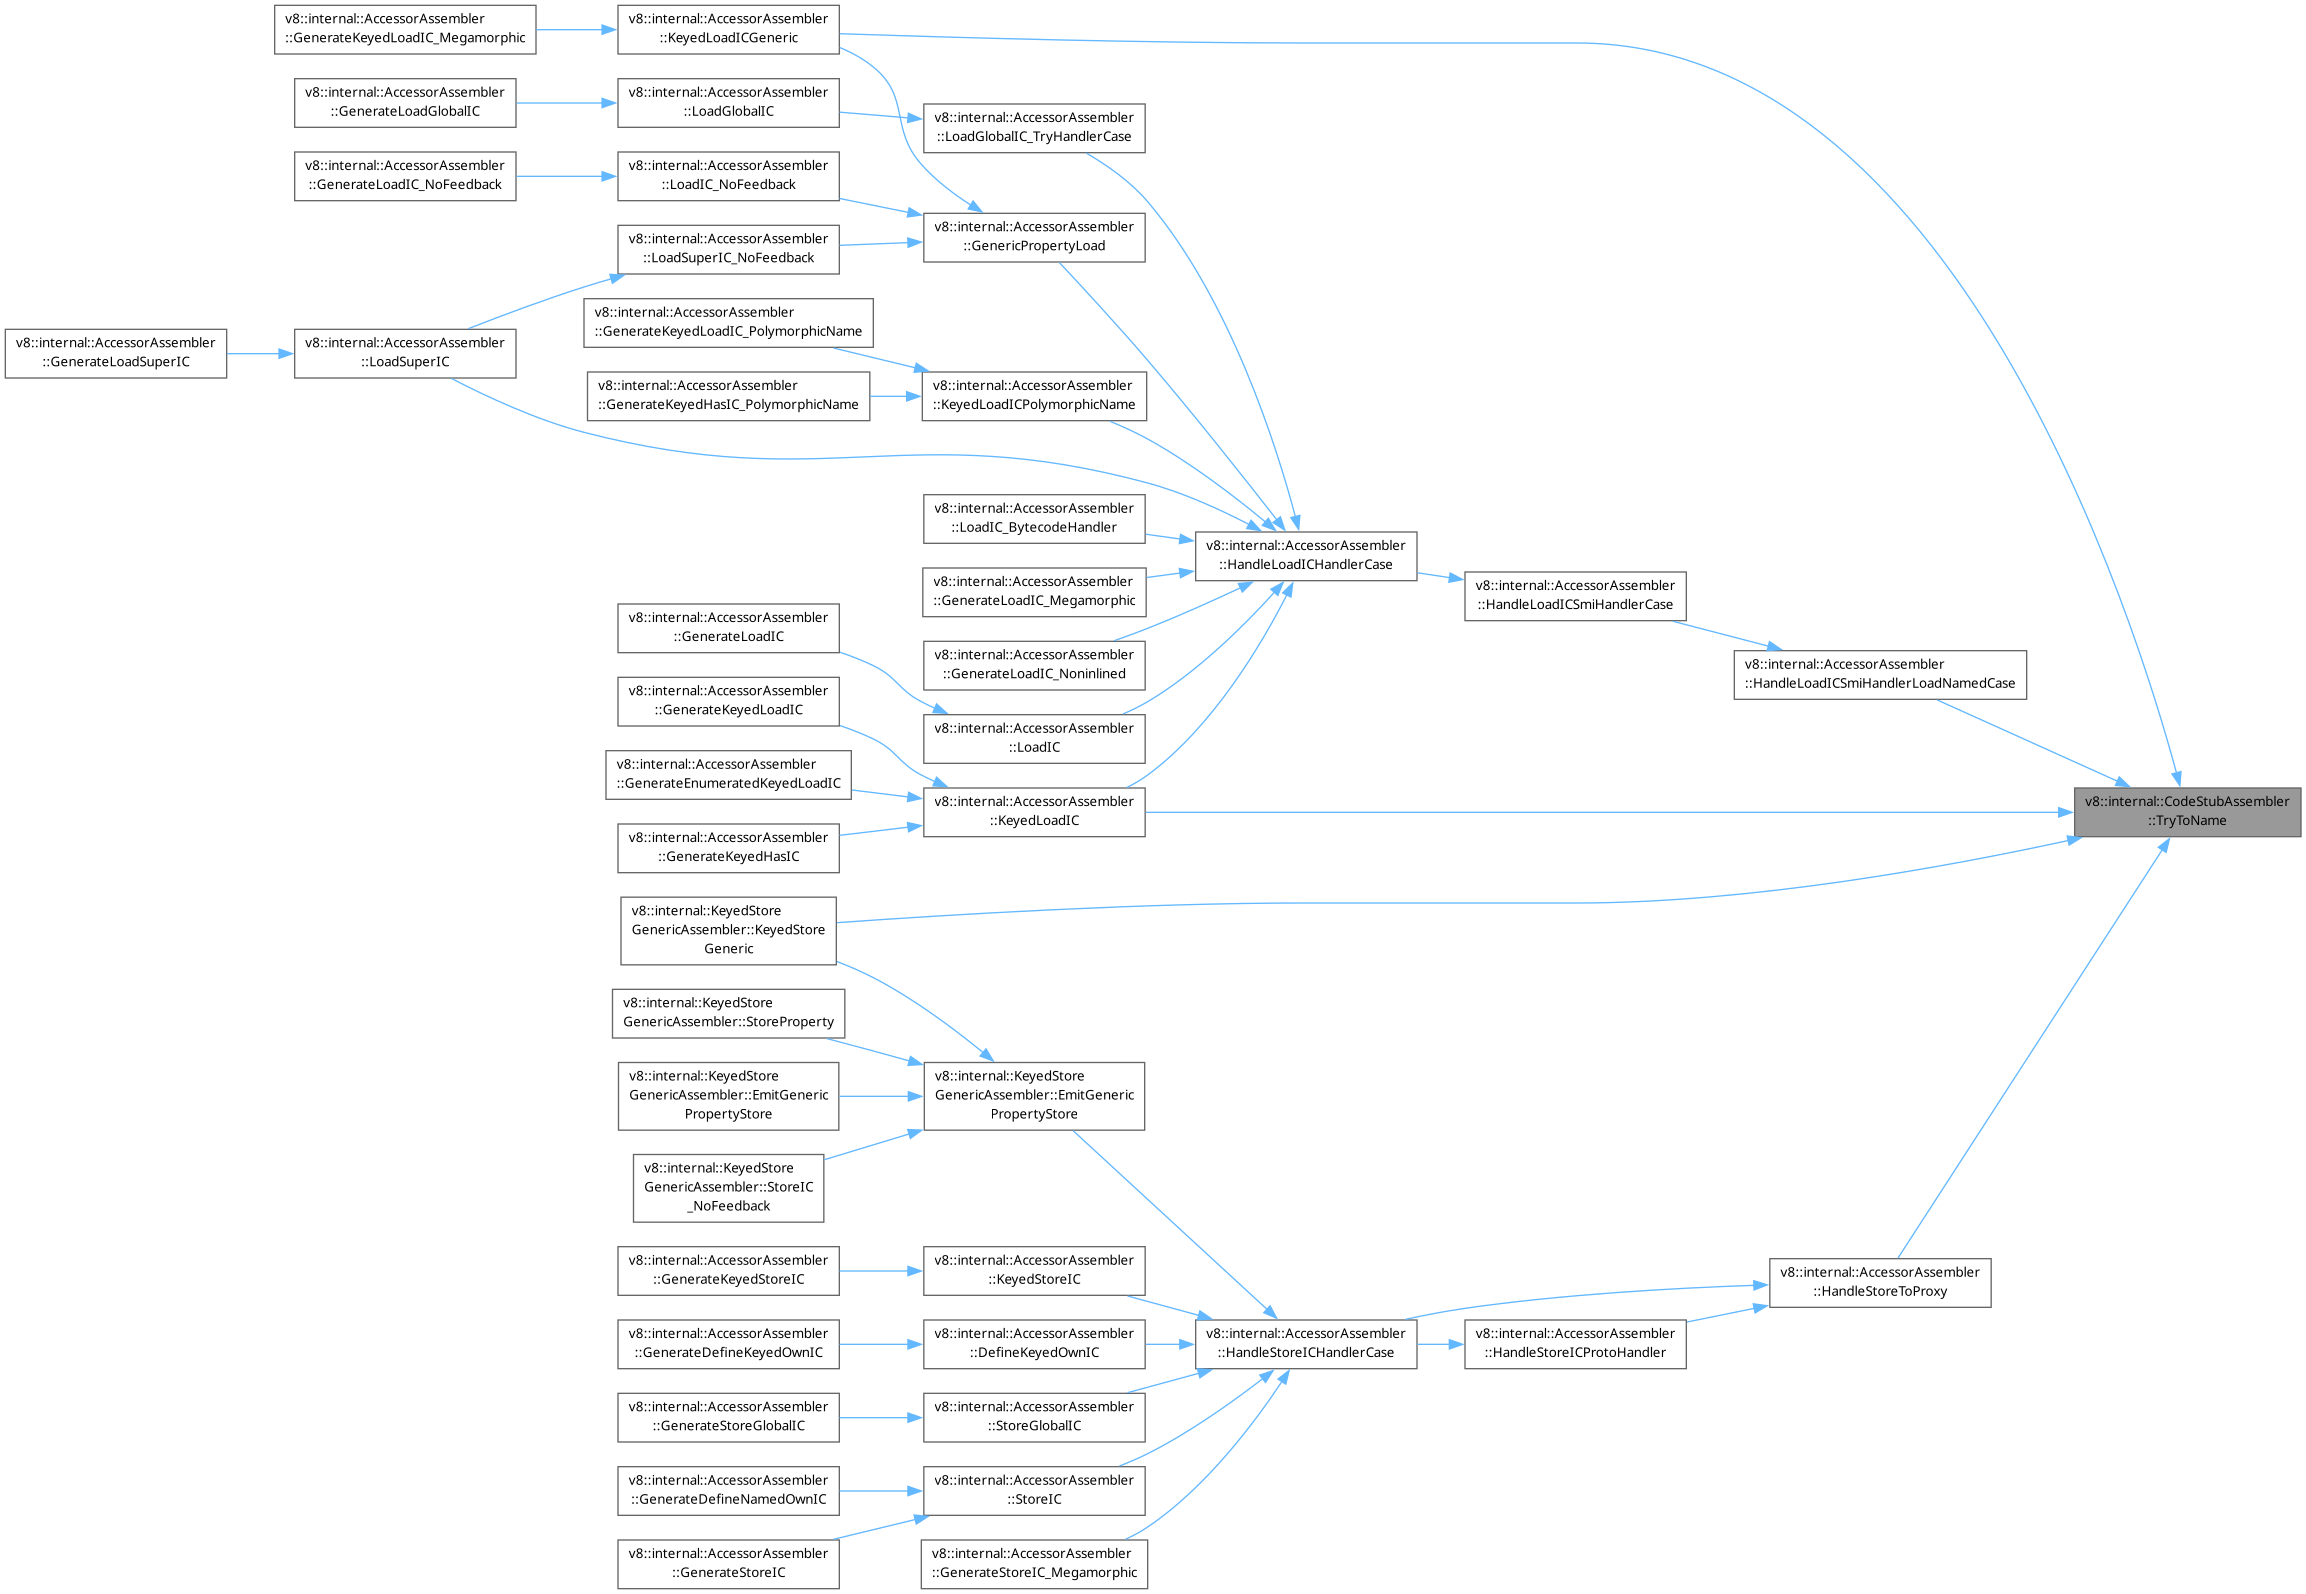 v8::internal::AccessorAssembler
::GenerateKeyedLoadIC_Megamorphic
v8::internal::AccessorAssembler
::KeyedLoadICGeneric
v8::internal::AccessorAssembler
::GenerateLoadGlobalIC
v8::internal::AccessorAssembler
::LoadGlobalIC
v8::internal::AccessorAssembler
::LoadGlobalIC_TryHandlerCase
v8::internal::AccessorAssembler
::GenerateLoadIC_NoFeedback
v8::internal::AccessorAssembler
::LoadIC_NoFeedback
v8::internal::AccessorAssembler
::GenericPropertyLoad
v8::internal::AccessorAssembler
::LoadSuperIC_NoFeedback
v8::internal::AccessorAssembler
::GenerateKeyedLoadIC_PolymorphicName
v8::internal::AccessorAssembler
::GenerateLoadSuperIC
v8::internal::AccessorAssembler
::LoadSuperIC
v8::internal::AccessorAssembler
::GenerateKeyedHasIC_PolymorphicName
v8::internal::AccessorAssembler
::KeyedLoadICPolymorphicName
v8::internal::AccessorAssembler
::LoadIC_BytecodeHandler
v8::internal::AccessorAssembler
::HandleLoadICHandlerCase
v8::internal::AccessorAssembler
::GenerateLoadIC_Megamorphic
v8::internal::AccessorAssembler
::HandleLoadICSmiHandlerCase
v8::internal::AccessorAssembler
::GenerateLoadIC
v8::internal::AccessorAssembler
::GenerateLoadIC_Noninlined
v8::internal::AccessorAssembler
::HandleLoadICSmiHandlerLoadNamedCase
v8::internal::AccessorAssembler
::GenerateKeyedLoadIC
v8::internal::AccessorAssembler
::LoadIC
v8::internal::AccessorAssembler
::GenerateEnumeratedKeyedLoadIC
v8::internal::AccessorAssembler
::KeyedLoadIC
v8::internal::CodeStubAssembler
::TryToName
v8::internal::AccessorAssembler
::GenerateKeyedHasIC
v8::internal::KeyedStore
GenericAssembler::KeyedStore
Generic
v8::internal::KeyedStore
GenericAssembler::StoreProperty
v8::internal::KeyedStore
GenericAssembler::EmitGeneric
PropertyStore
v8::internal::KeyedStore
GenericAssembler::EmitGeneric
PropertyStore
v8::internal::KeyedStore
GenericAssembler::StoreIC
_NoFeedback
v8::internal::AccessorAssembler
::GenerateKeyedStoreIC
v8::internal::AccessorAssembler
::KeyedStoreIC
v8::internal::AccessorAssembler
::HandleStoreToProxy
v8::internal::AccessorAssembler
::GenerateDefineKeyedOwnIC
v8::internal::AccessorAssembler
::DefineKeyedOwnIC
v8::internal::AccessorAssembler
::HandleStoreICHandlerCase
v8::internal::AccessorAssembler
::HandleStoreICProtoHandler
v8::internal::AccessorAssembler
::GenerateStoreGlobalIC
v8::internal::AccessorAssembler
::StoreGlobalIC
v8::internal::AccessorAssembler
::GenerateDefineNamedOwnIC
v8::internal::AccessorAssembler
::StoreIC
v8::internal::AccessorAssembler
::GenerateStoreIC
v8::internal::AccessorAssembler
::GenerateStoreIC_Megamorphic